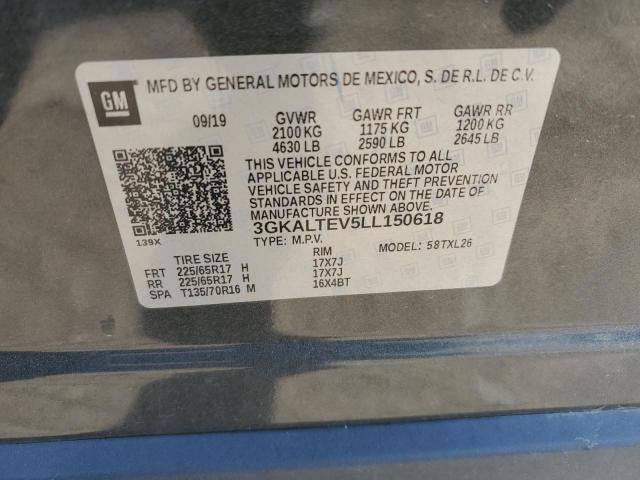 GM
MFD BY GENERAL MOTORS DE MEXICO, S. DE R.L. DE C.V.
09/19 GVWR GAWR FRT GAWR RR
2100 KG 1175 KG 1200 KG
4630 LB 2590 LB 2645 LB
THIS VEHICLE CONFORMS TO ALL
APPLICABLE U.S. FEDERAL MOTOR
VEHICLE SAFETY AND THEFT PREVENTION
STANDARDS IN EFFECT ON THE DATE OF
MANUFACTURE SHOWN ABOVE.
3GKALTEV5LL150618
139X TYPE: M.P.V. MODEL: 58TXL26
TIRE SIZE RIM
FRT 225/65R17 H 17X7J
RR 225/65R17 H 17X7J
SPA T135/70R16 M 16X4BT